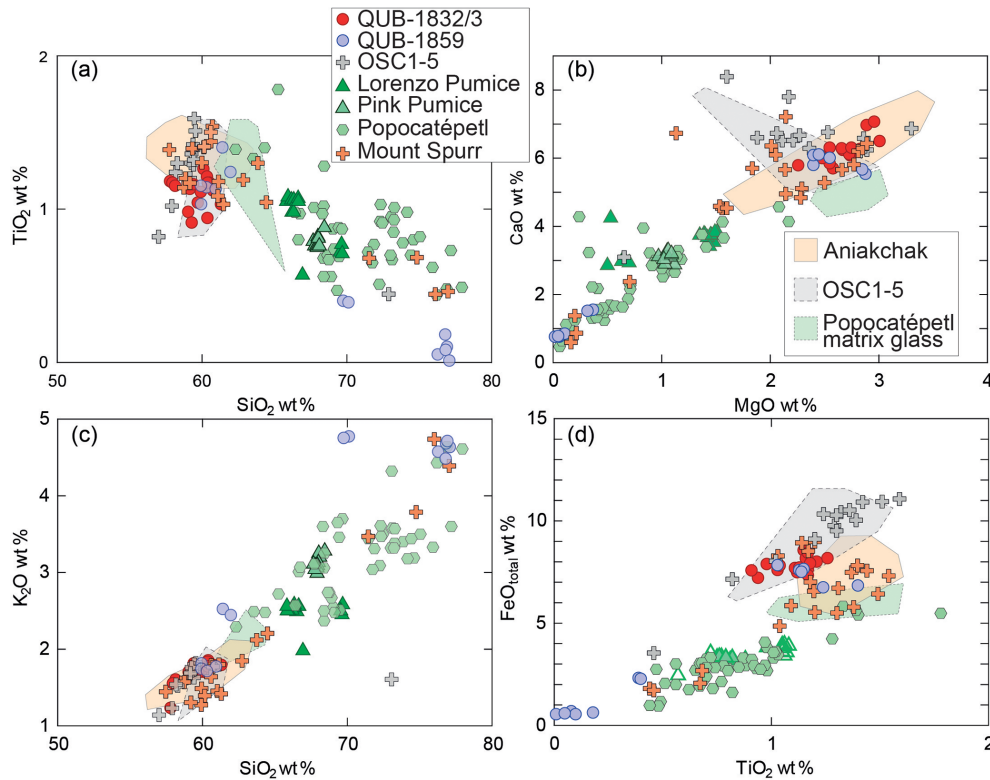 QUB-1832/3
QUB-1859
OSC1-5
Lorenzo Pumice
Pink Pumice
Popocatépetl
Mount Spurr
(a)
2
1
0
TiO2 wt %
50 60 70 80
SiO2 wt %
(b)
8
6
4
2
0
CaO wt %
0 1 2 3 4
MgO wt %
Aniakchak
OSC1-5
Popocatépetl
matrix glass
(c)
5
4
3
2
1
K2O wt %
50 60 70 80
SiO2 wt %
(d)
15
10
5
0
FeOtotal wt %
0 1 2
TiO2 wt %